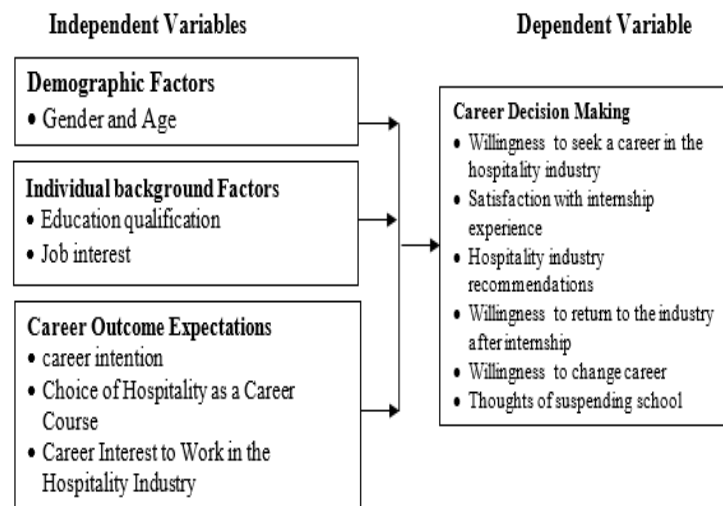 Independent Variables
Demographic Factors
• Gender and Age
Individual background Factors
• Education qualification
• Job interest
Career Outcome Expectations
• career intention
• Choice of Hospitality as a Career
Course
• Career Interest to Work in the
Hospitality Industry
Dependent Variable
Career Decision Making
• Willingness to seek a career in the
hospitality industry
• Satisfaction with internship
experience
• Hospitality industry
recommendations
• Willingness to return to the industry
after internship
• Willingness to change career
• Thoughts of suspending school